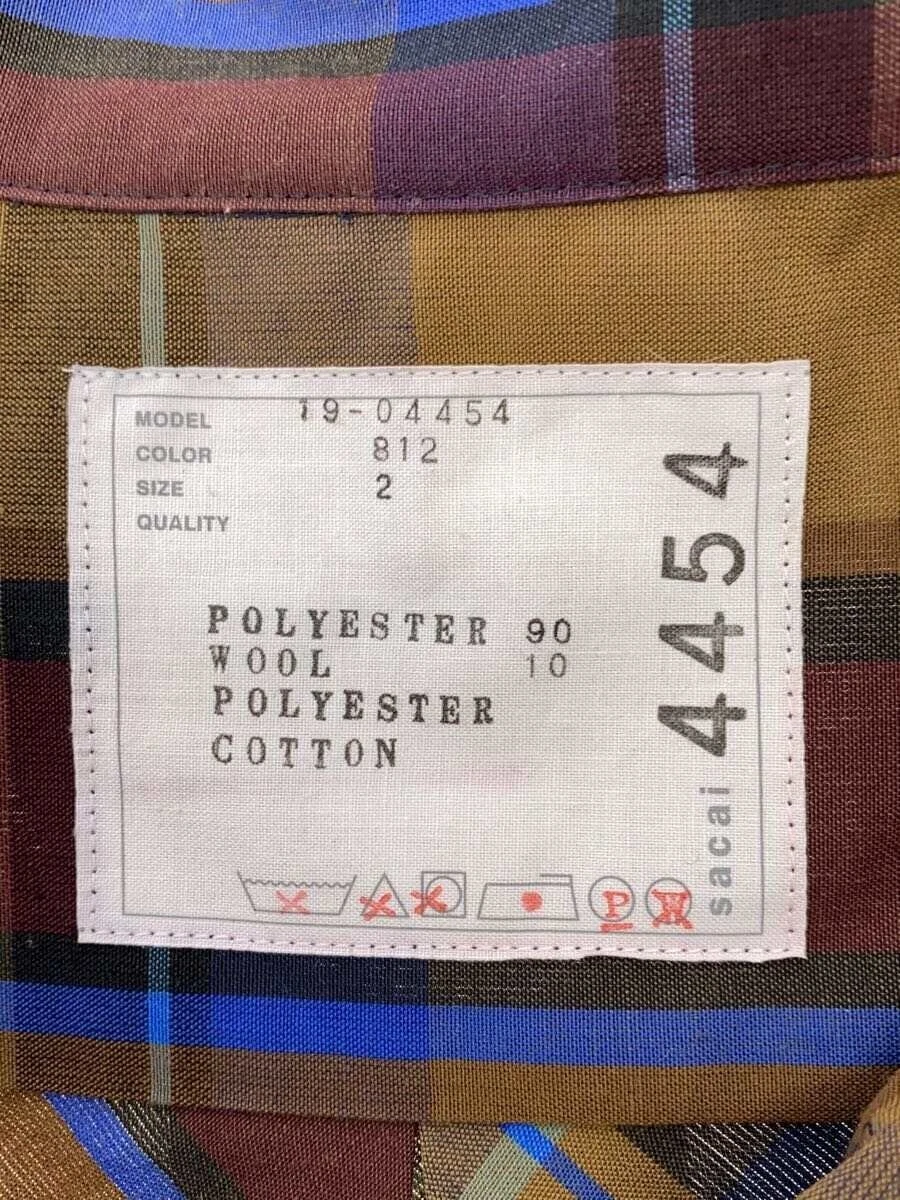 MODEL 19-04454
COLOR 812
SIZE 2
QUALITY
POLYESTER 90
WOOL 10
POLYESTER
COTTON
P
W
sacai 4454